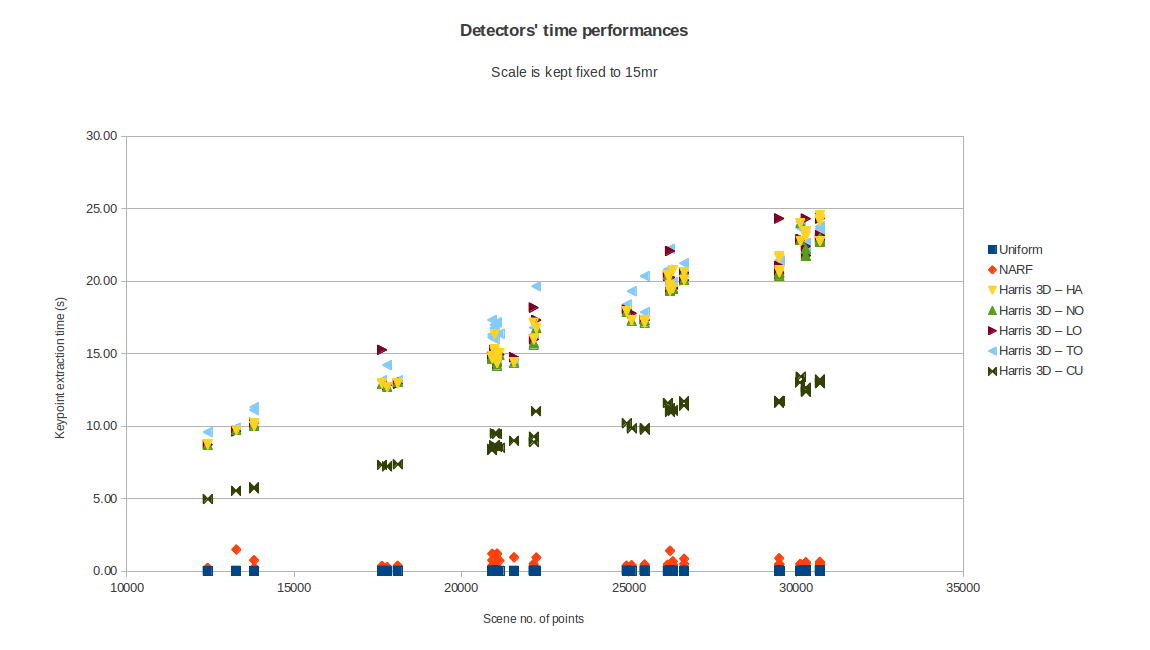 Detectors' time performances
Scale is kept fixed to 15mr
30.00
25.00
20.00
15.00
10.00
5.00
0.00
10000
15000
20000
25000
30000
35000
Keypoint extraction time (s)
Scene no. of points
Uniform
NARF
Harris 3D – HA
Harris 3D – NO
Harris 3D – LO
Harris 3D – TO
Harris 3D – CU